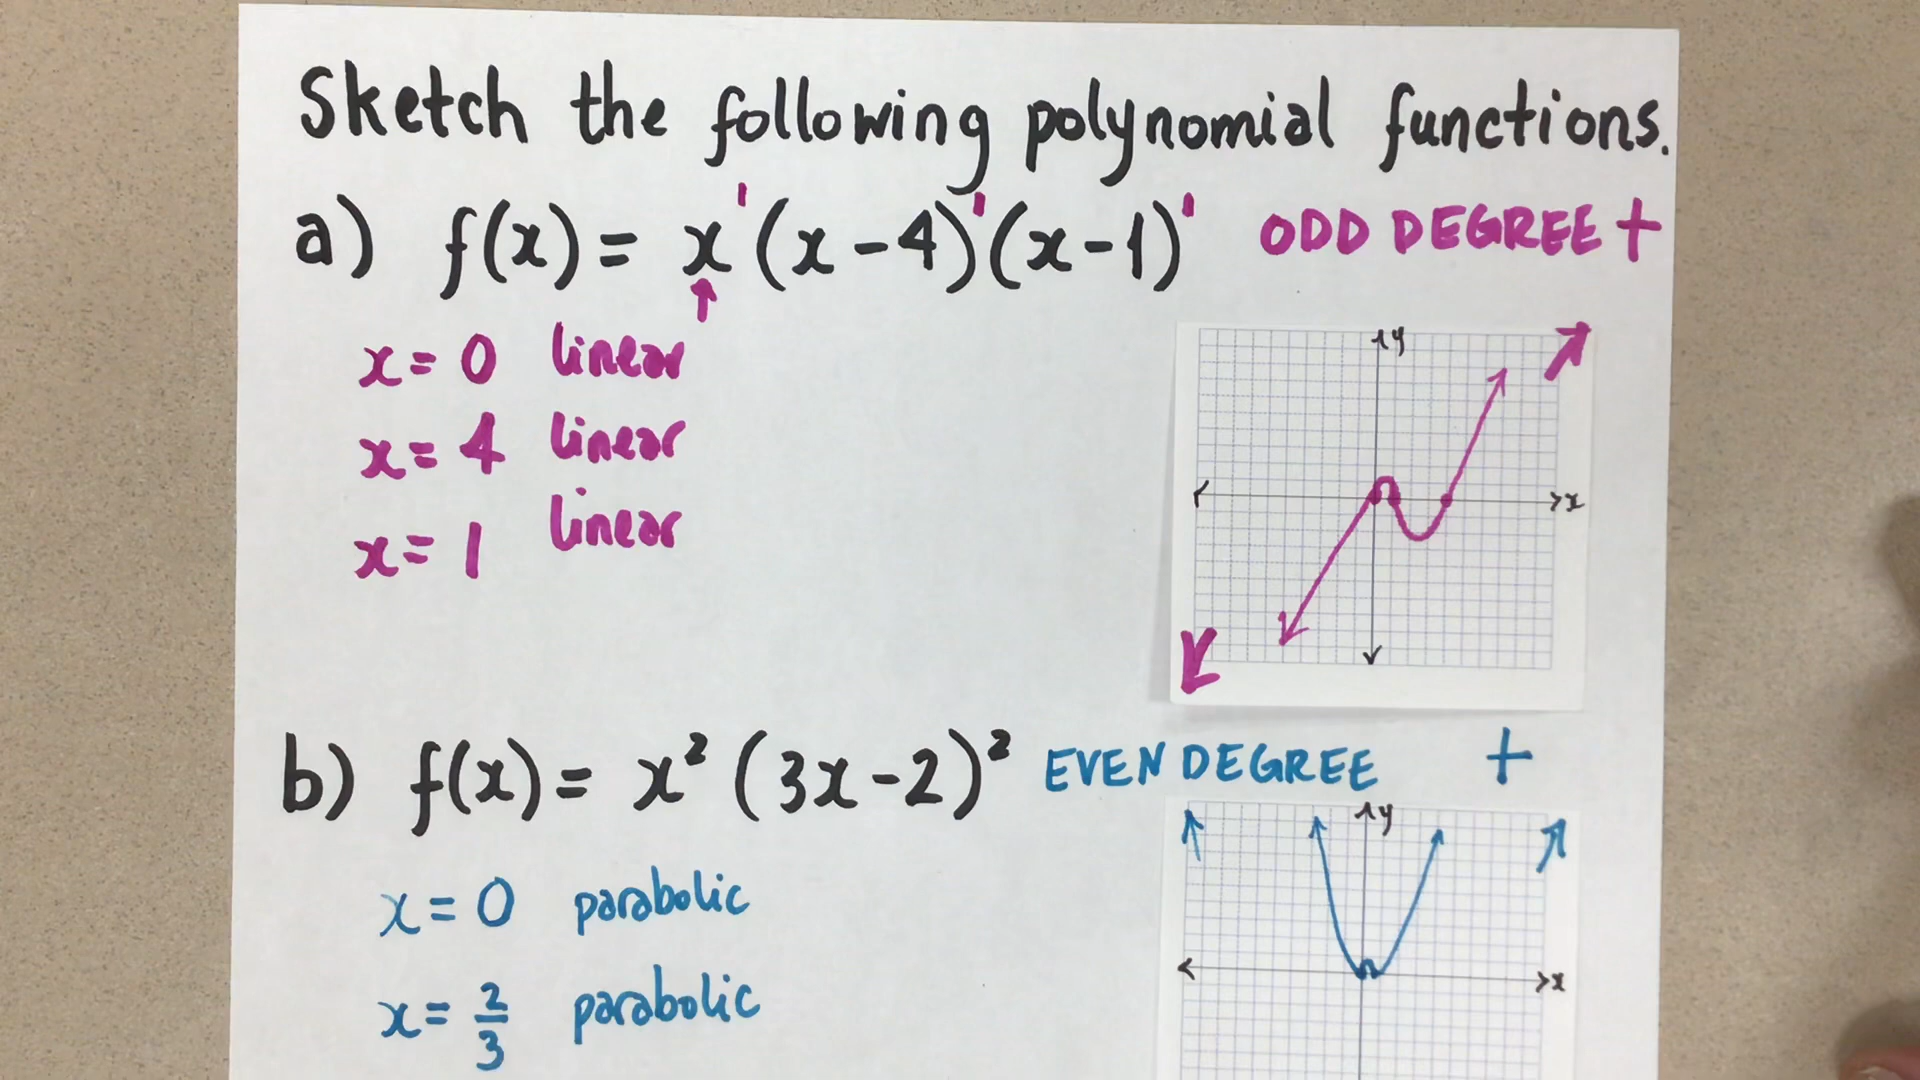 Sketch the following polynomial functions.
a) f(x) = x¹(x-4)¹(x-1)¹ ODD DEGREE +
x = 0 linear
x = 4 linear
x = 1 linear
y
x
b) f(x) = x² (3x-2)² EVEN DEGREE +
x = 0 parabolic
x = 2/3 parabolic
y
x